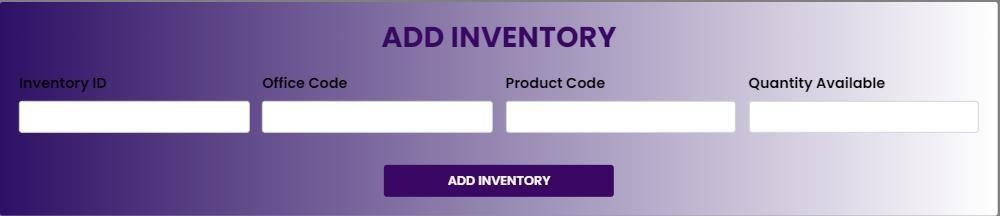 ADD INVENTORY
Inventory ID Office Code Product Code Quantity Available
ADD INVENTORY